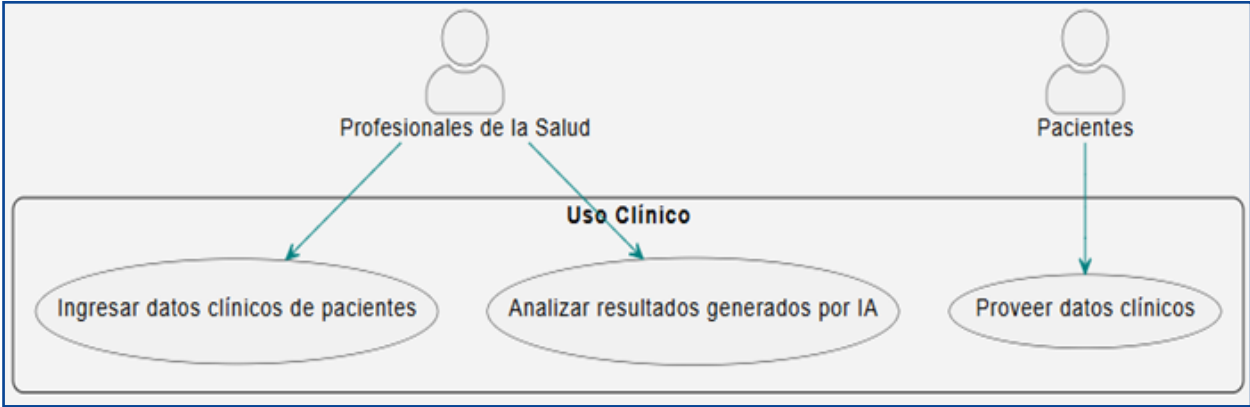 Profesionales de la Salud
Pacientes
Uso Clínico
Ingresar datos clínicos de pacientes
Analizar resultados generados por IA
Proveer datos clínicos